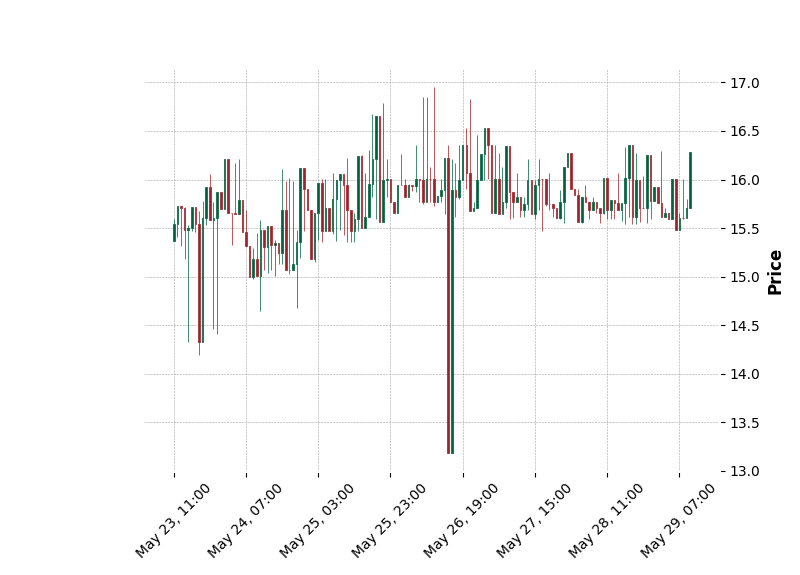 17.0
16.5
16.0
15.5
15.0
14.5
14.0
13.5
13.0
Price
May 23, 11:00
May 24, 07:00
May 25, 03:00
May 25, 23:00
May 26, 19:00
May 27, 15:00
May 28, 11:00
May 29, 07:00